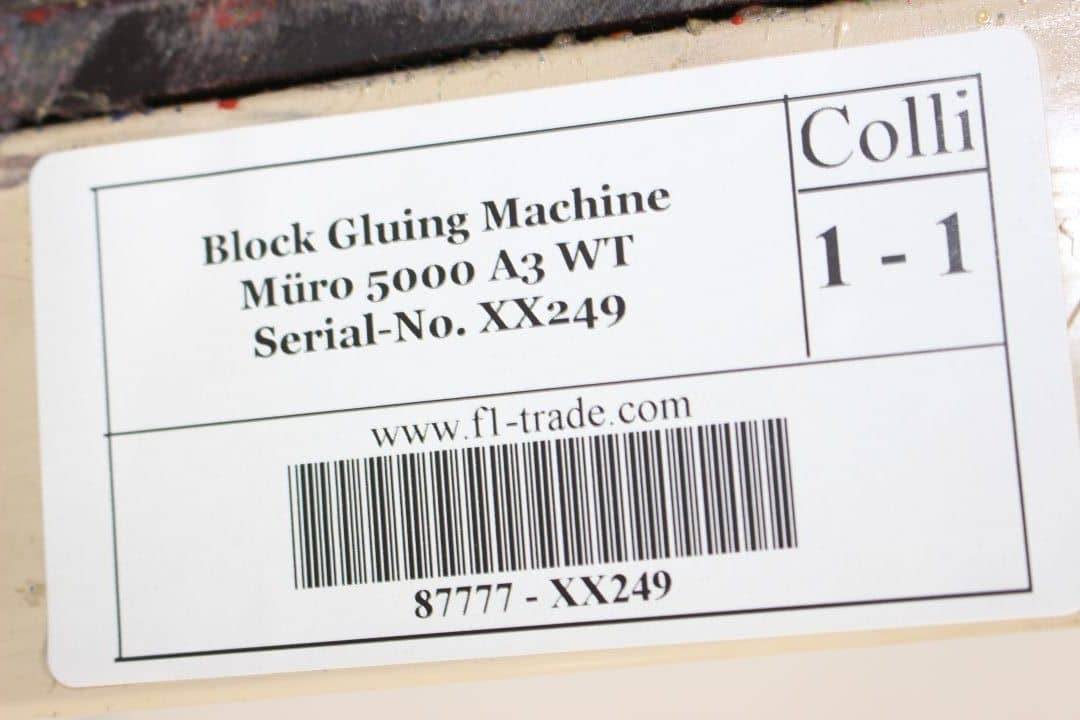 Colli
1 - 1
Block Gluing Machine
Müro 5000 A3 WT
Serial-No. XX249
www.f1-trade.com
87777 - XX249